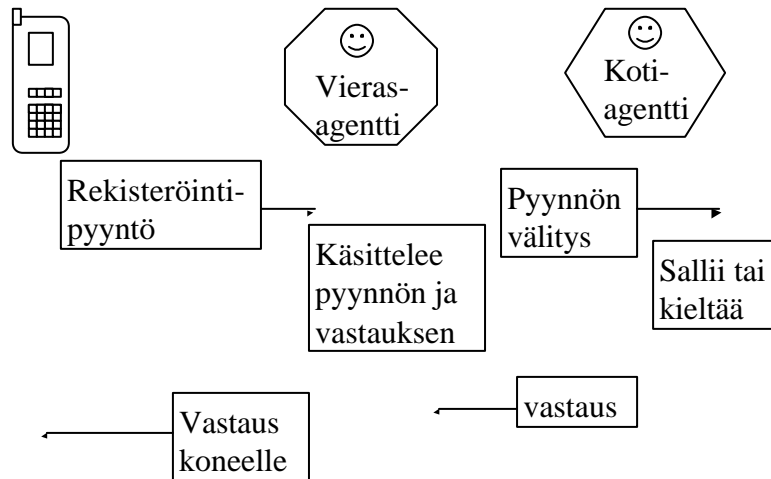 Vieras-
agentti
Koti-
agentti
Rekisteröinti-
pyyntö
Pyynnön
välitys
Käsittelee
pyynnön ja
vastauksen
Sallii tai
kieltää
vastaus
Vastaus
koneelle